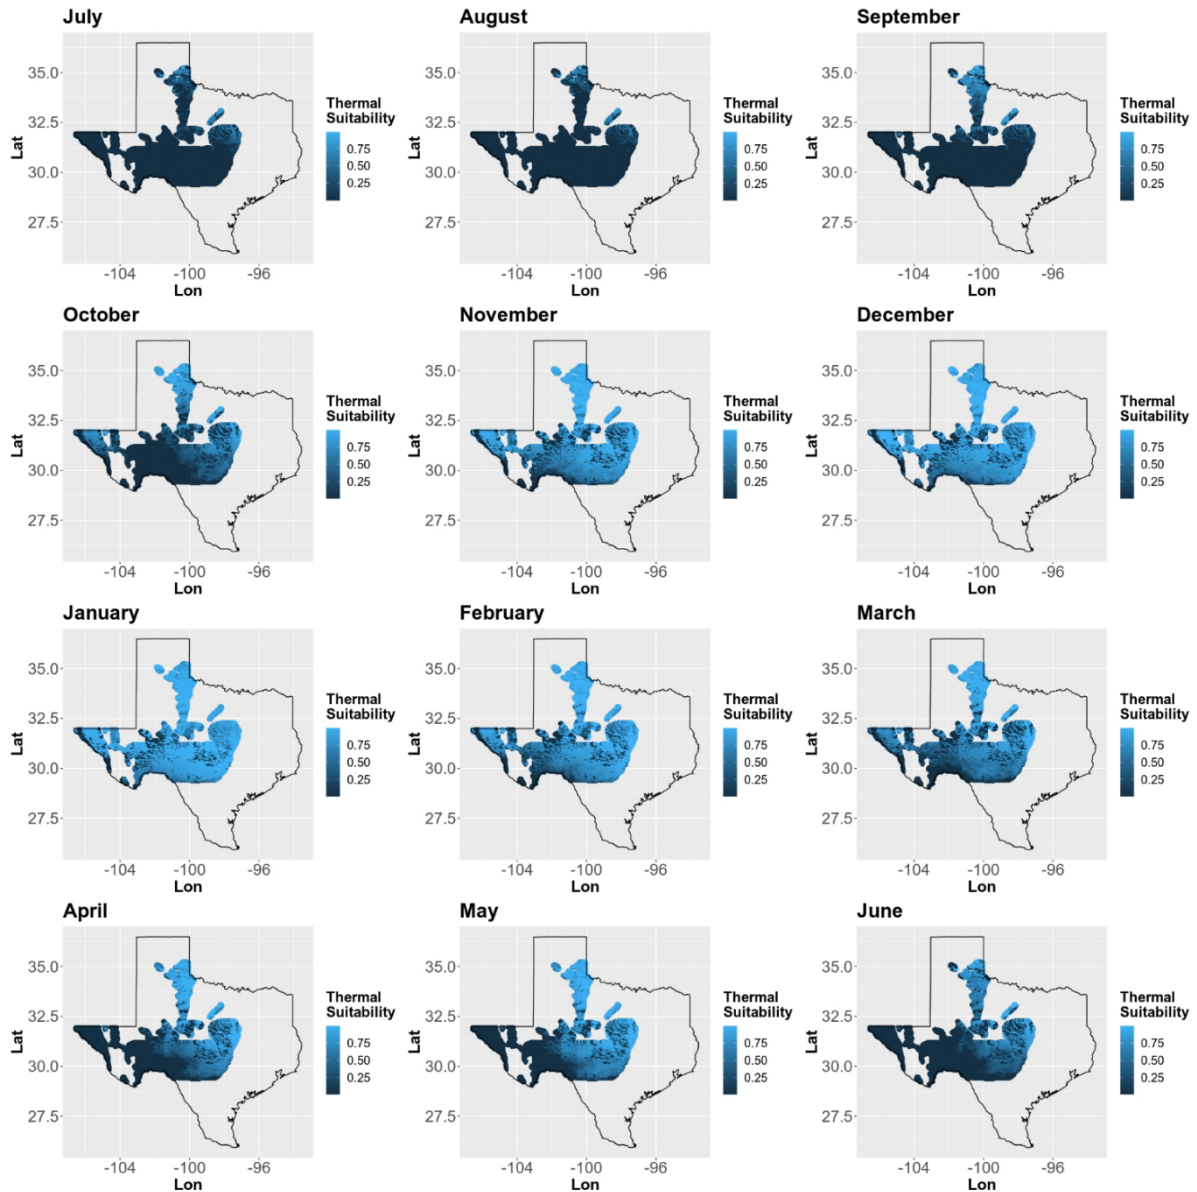 July
August
September
35.0
32.5
30.0
27.5
Lat
-104
-100
-96
Lon
Thermal
Suitability
0.75
0.50
0.25
35.0
32.5
30.0
27.5
Lat
-104
-100
-96
Lon
Thermal
Suitability
0.75
0.50
0.25
35.0
32.5
30.0
27.5
Lat
-104
-100
-96
Lon
Thermal
Suitability
0.75
0.50
0.25
October
November
December
35.0
32.5
30.0
27.5
Lat
-104
-100
-96
Lon
Thermal
Suitability
0.75
0.50
0.25
35.0
32.5
30.0
27.5
Lat
-104
-100
-96
Lon
Thermal
Suitability
0.75
0.50
0.25
35.0
32.5
30.0
27.5
Lat
-104
-100
-96
Lon
Thermal
Suitability
0.75
0.50
0.25
January
February
March
35.0
32.5
30.0
27.5
Lat
-104
-100
-96
Lon
Thermal
Suitability
0.75
0.50
0.25
35.0
32.5
30.0
27.5
Lat
-104
-100
-96
Lon
Thermal
Suitability
0.75
0.50
0.25
35.0
32.5
30.0
27.5
Lat
-104
-100
-96
Lon
Thermal
Suitability
0.75
0.50
0.25
April
May
June
35.0
32.5
30.0
27.5
Lat
-104
-100
-96
Lon
Thermal
Suitability
0.75
0.50
0.25
35.0
32.5
30.0
27.5
Lat
-104
-100
-96
Lon
Thermal
Suitability
0.75
0.50
0.25
35.0
32.5
30.0
27.5
Lat
-104
-100
-96
Lon
Thermal
Suitability
0.75
0.50
0.25